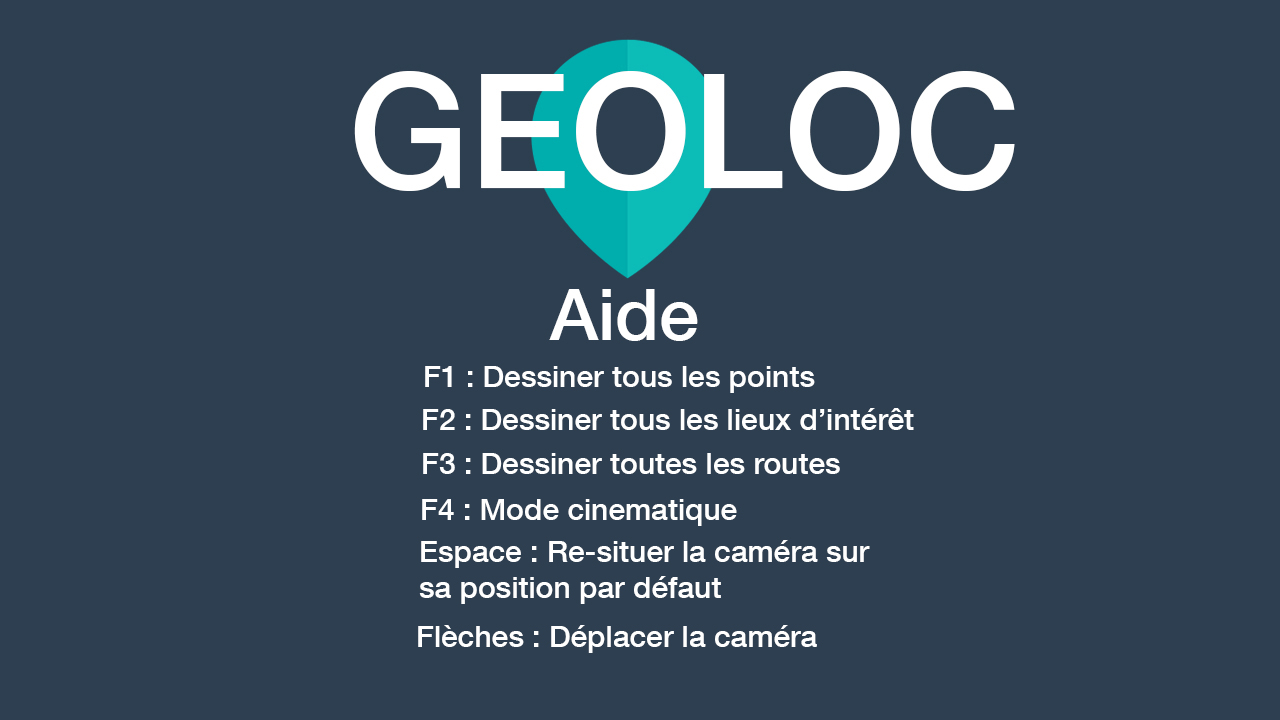 GEOLOC
Aide
F1 : Dessiner tous les points
F2 : Dessiner tous les lieux d’intérêt
F3 : Dessiner toutes les routes
F4 : Mode cinematique
Espace : Re-situer la caméra sur
sa position par défaut
Flèches : Déplacer la caméra